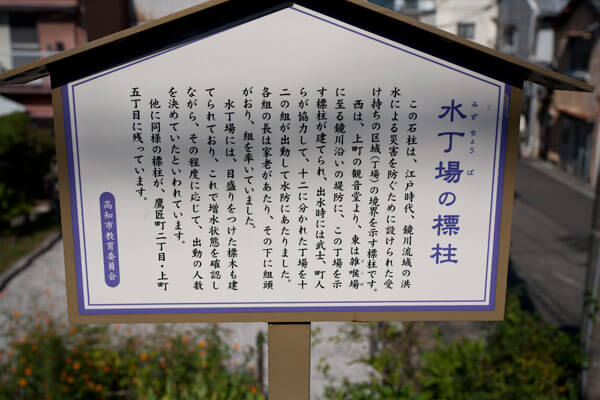 みずちょうば
水丁場の標柱
この石柱は、江戸時代、鏡川流域の洪
水による災害を防ぐために設けられた受
け持ちの区域（丁場）の境界を示す標柱です。
西は、上町の観音堂より、東は雑喉場
に至る鏡川沿いの堤防に、この丁場を示
す標柱が建てられ、出水時には武士、町人
らが協力して、十二に分かれた丁場を十
二の組が出動して水防にあたりました。
各組の長は家老があたり、その下に組頭
がおり、組を率いていました。
水丁場には、目盛りをつけた標木も建
てられており、これで増水状態を確認し
ながら、その程度に応じて、出動の人数
を決めていたといわれています。
他に同様の標柱が、鷹匠町二丁目・上町
五丁目に残っています。
高知市教育委員会